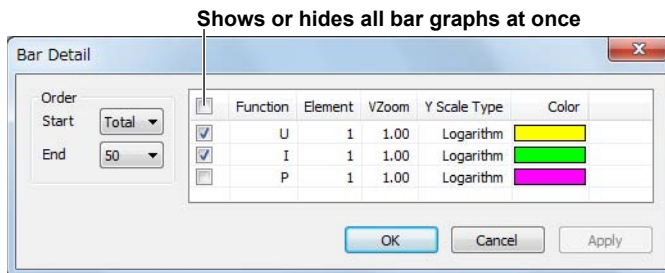 Shows or hides all bar graphs at once
Bar Detail
Order
Start Total
End 50
Function Element VZoom Y Scale Type Color
U 1 1.00 Logarithm
I 1 1.00 Logarithm
P 1 1.00 Logarithm
OK Cancel Apply